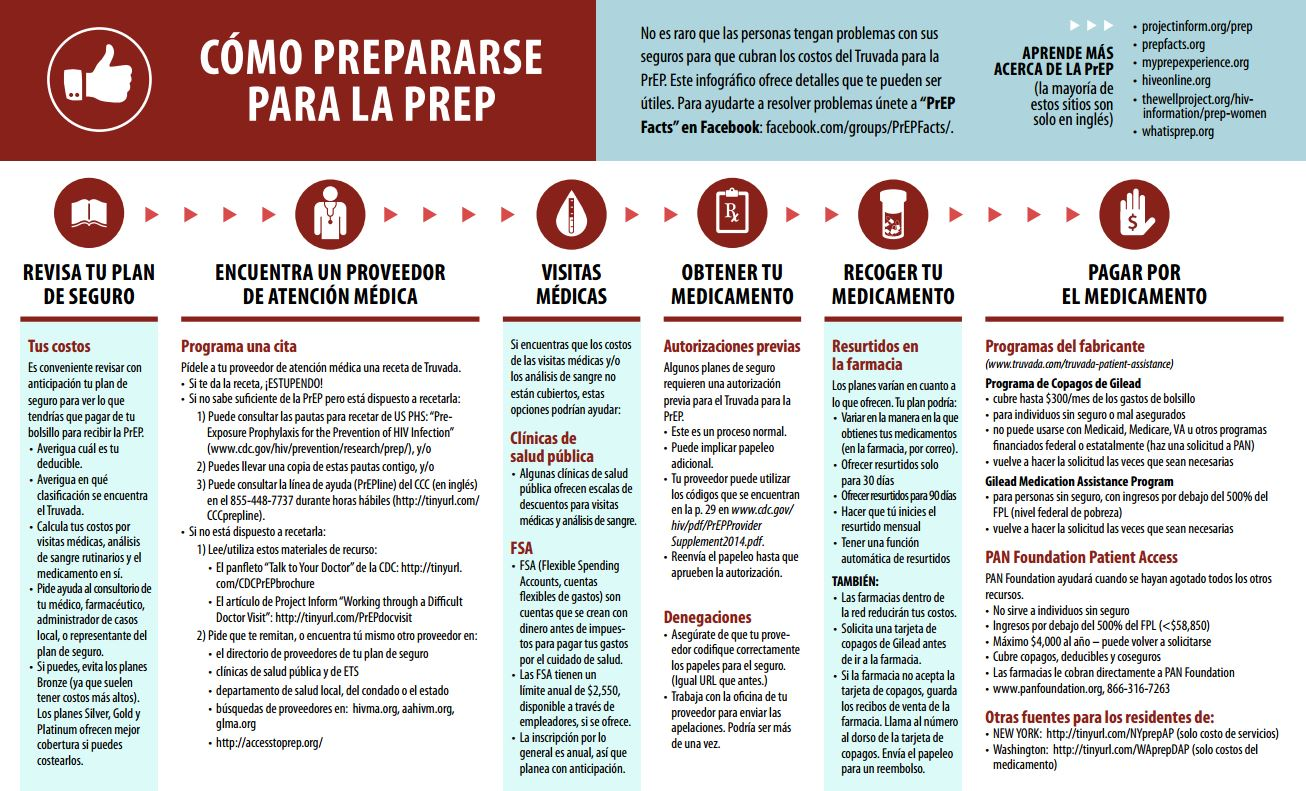 CÓMO PREPARARSE
PARA LA PREP
No es raro que las personas tengan problemas con sus
seguros para que cubran los costos del Truvada para la
PrEP. Este infográfico ofrece detalles que te pueden ser
útiles. Para ayudarte a resolver problemas únete a “PrEP
Facts” en Facebook: facebook.com/groups/PrEPFacts/.
APRENDE MÁS
ACERCA DE LA PrEP
(la mayoría de
estos sitios son
solo en inglés)
• projectinform.org/prep
• prepfacts.org
• myprepexperience.org
• hiveonline.org
• thewellproject.org/hiv-
information/prep-women
• whatisprep.org
REVISA TU PLAN
DE SEGURO
Tus costos
Es conveniente revisar con
anticipación tu plan de
seguro para ver lo que
tendrías que pagar de tu
bolsillo para recibir la PrEP.
• Averigua cuál es tu
deducible.
• Averigua en qué
clasificación se encuentra
el Truvada.
• Calcula tus costos por
visitas médicas, análisis
de sangre rutinarios y el
medicamento en sí.
• Pide ayuda al consultorio de
tu médico, farmacéutico,
administrador de casos
local, o representante del
plan de seguro.
• Si puedes, evita los planes
Bronze (ya que suelen
tener costos más altos).
Los planes Silver, Gold y
Platinum ofrecen mejor
cobertura si puedes
costearlos.
ENCUENTRA UN PROVEEDOR
DE ATENCIÓN MÉDICA
Programa una cita
Pídele a tu proveedor de atención médica una receta de Truvada.
• Si te da la receta, ¡ESTUPENDO!
• Si no sabe suficiente de la PrEP pero está dispuesto a recetarla:
1) Puede consultar las pautas para recetar de US PHS: “Pre-
Exposure Prophylaxis for the Prevention of HIV Infection”
(www.cdc.gov/hiv/prevention/research/prep/), y/o
2) Puedes llevar una copia de estas pautas contigo, y/o
3) Puede consultar la línea de ayuda (PrEPline) del CCC (en inglés)
en el 855-448-7737 durante horas hábiles (http://tinyurl.com/
CCCprepline).
• Si no está dispuesto a recetarla:
1) Lee/utiliza estos materiales de recurso:
• El panfleto “Talk to Your Doctor” de la CDC: http://tinyurl.
com/CDCPrEPbrochure
• El artículo de Project Inform “Working through a Difficult
Doctor Visit”: http://tinyurl.com/PrEPdocvisit
2) Pide que te remitan, o encuentra tú mismo otro proveedor en:
• el directorio de proveedores de tu plan de seguro
• clínicas de salud pública y de ETS
• departamento de salud local, del condado o el estado
• búsquedas de proveedores en: hivma.org, aahivm.org,
glma.org
• http://accesstoprep.org/
VISITAS
MÉDICAS
Si encuentras que los costos
de las visitas médicas y/o
los análisis de sangre no
están cubiertos, estas
opciones podrían ayudar:
Clínicas de
salud pública
• Algunas clínicas de salud
pública ofrecen escalas de
descuentos para visitas
médicas y análisis de sangre.
FSA
• FSA (Flexible Spending
Accounts, cuentas
flexibles de gastos) son
cuentas que se crean con
dinero antes de impues-
tos para pagar tus gastos
por el cuidado de salud.
• Las FSA tienen un
límite anual de $2,550,
disponible a través de
empleadores, si se ofrece.
• La inscripción por lo
general es anual, así que
planea con anticipación.
Rx
OBTENER TU
MEDICAMENTO
Autorizaciones previas
Algunos planes de seguro
requieren una autorización
previa para el Truvada para la
PrEP.
• Este es un proceso normal.
• Puede implicar papeleo
adicional.
• Tu proveedor puede utilizar
los códigos que se encuentran
en la p. 29 en www.cdc.gov/
hiv/pdf/PrEPProvider
Supplement2014.pdf.
• Reenvía el papeleo hasta que
aprueben la autorización.
Denegaciones
• Asegúrate de que tu prove-
edor codifique correctamente
los papeles para el seguro.
(Igual URL que antes.)
• Trabaja con la oficina de tu
proveedor para enviar las
apelaciones. Podría ser más
de una vez.
RECOGER TU
MEDICAMENTO
Resurtidos en
la farmacia
Los planes varían en cuanto a
lo que ofrecen. Tu plan podría:
• Variar en la manera en la que
obtienes tus medicamentos
(en la farmacia, por correo).
• Ofrecer resurtidos solo
para 30 días
• Ofrecer resurtidos para 90 días
• Hacer que tú inicies el
resurtido mensual
• Tener una función
automática de resurtidos
TAMBIÉN:
• Las farmacias dentro de
la red reducirán tus costos.
• Solicita una tarjeta de
copagos de Gilead antes
de ir a la farmacia.
• Si la farmacia no acepta la
tarjeta de copagos, guarda
los recibos de venta de la
farmacia. Llama al número
al dorso de la tarjeta de
copagos. Envía el papeleo
para un reembolso.
$
PAGAR POR
EL MEDICAMENTO
Programas del fabricante
(www.truvada.com/truvada-patient-assistance)
Programa de Copagos de Gilead
• cubre hasta $300/mes de los gastos de bolsillo
• para individuos sin seguro o mal asegurados
• no puede usarse con Medicaid, Medicare, VA u otros programas
financiados federal o estatalmente (haz una solicitud a PAN)
• vuelve a hacer la solicitud las veces que sean necesarias
Gilead Medication Assistance Program
• para personas sin seguro, con ingresos por debajo del 500% del
FPL (nivel federal de pobreza)
• vuelve a hacer la solicitud las veces que sean necesarias
PAN Foundation Patient Access
PAN Foundation ayudará cuando se hayan agotado todos los otros
recursos.
• No sirve a individuos sin seguro
• Ingresos por debajo del 500% del FPL (<$58,850)
• Máximo $4,000 al año – puede volver a solicitarse
• Cubre copagos, deducibles y coseguros
• Las farmacias le cobran directamente a PAN Foundation
• www.panfoundation.org, 866-316-7263
Otras fuentes para los residentes de:
• NEW YORK: http://tinyurl.com/NYprepAP (solo costo de servicios)
• Washington: http://tinyurl.com/WAprepDAP (solo costos del
medicamento)